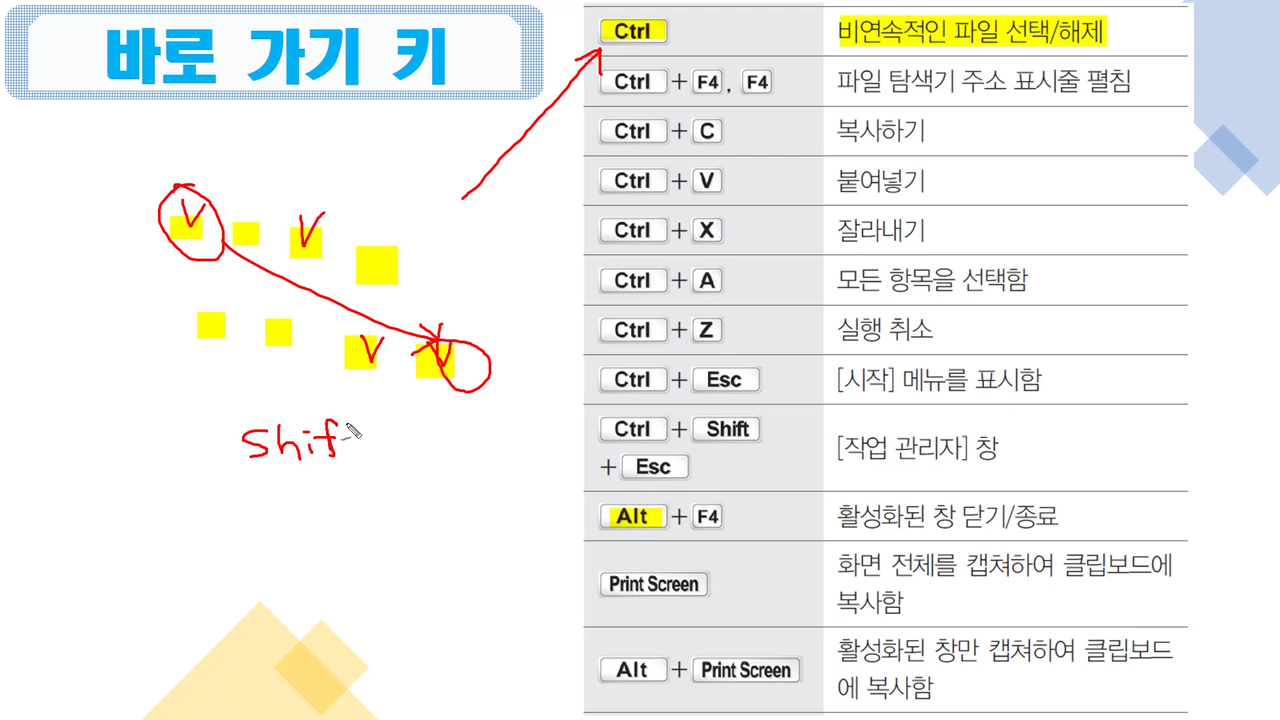 바로 가기 키
Ctrl 비연속적인 파일 선택/해제
Ctrl + F4 , F4 파일 탐색기 주소 표시줄 펼침
Ctrl + C 복사하기
Ctrl + V 붙여넣기
Ctrl + X 잘라내기
Ctrl + A 모든 항목을 선택함
Ctrl + Z 실행 취소
Ctrl + Esc [시작] 메뉴를 표시함
Ctrl + Shift
+ Esc
[작업 관리자] 창
Alt + F4 활성화된 창 닫기/종료
Print Screen
화면 전체를 캡쳐하여 클립보드에
복사함
Alt + Print Screen
활성화된 창만 캡쳐하여 클립보드
에 복사함
V V
V V
Shif